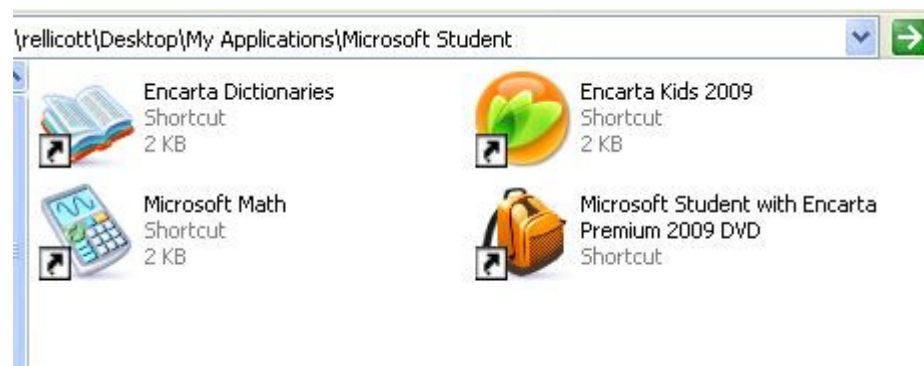 \rellicott\Desktop\My Applications\Microsoft Student
Encarta Dictionaries
Shortcut
2 KB
Encarta Kids 2009
Shortcut
2 KB
Microsoft Math
Shortcut
2 KB
Microsoft Student with Encarta
Premium 2009 DVD
Shortcut